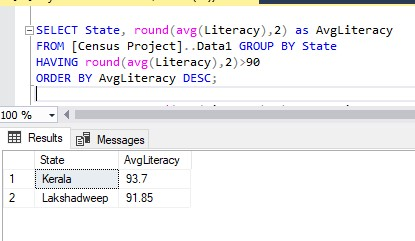 SELECT State, round(avg(Literacy),2) as AvgLiteracy
FROM [Census Project]..Data1 GROUP BY State
HAVING round(avg(Literacy),2)>90
ORDER BY AvgLiteracy DESC;
100 %
Results Messages
State AvgLiteracy
1 Kerala 93.7
2 Lakshadweep 91.85